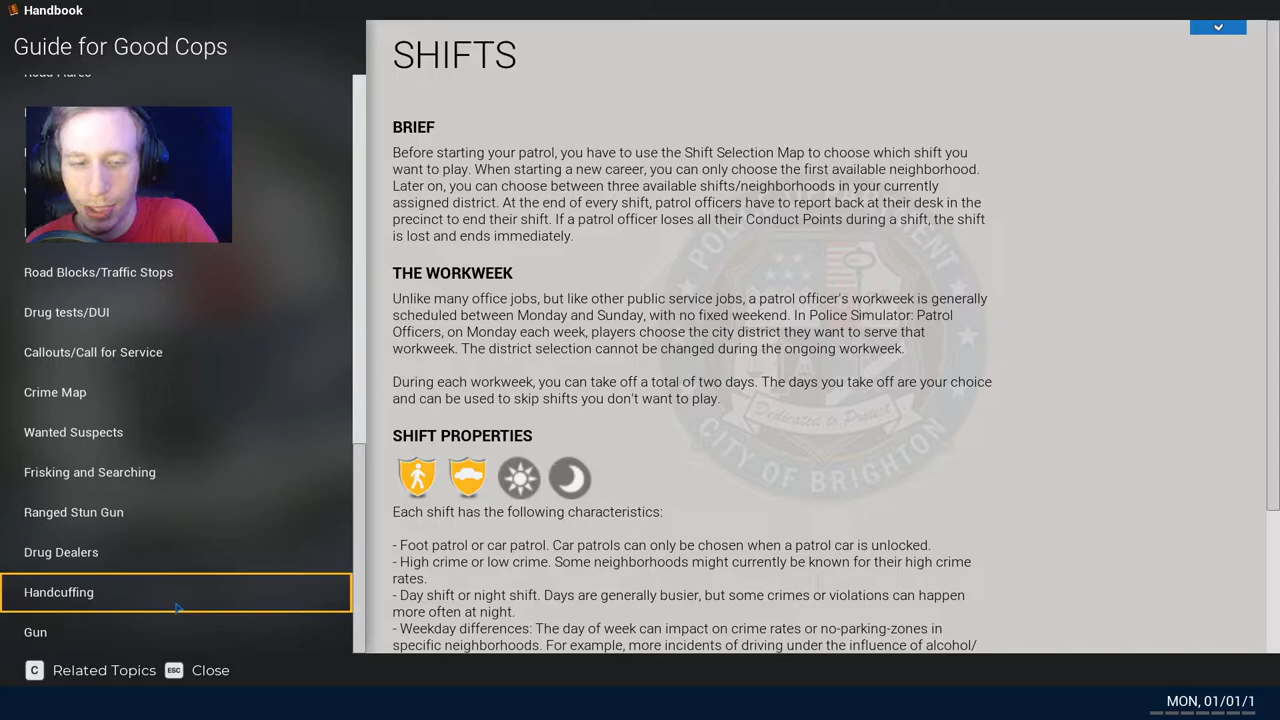 Handbook
Guide for Good Cops
Road Flares
Road Blocks/Traffic Stops
Drug tests/DUI
Callouts/Call for Service
Crime Map
Wanted Suspects
Frisking and Searching
Ranged Stun Gun
Drug Dealers
Handcuffing
Gun
C Related Topics ESC Close
SHIFTS
BRIEF
Before starting your patrol, you have to use the Shift Selection Map to choose which shift you
want to play. When starting a new career, you can only choose the first available neighborhood.
Later on, you can choose between three available shifts/neighborhoods in your currently
assigned district. At the end of every shift, patrol officers have to report back at their desk in the
precinct to end their shift. If a patrol officer loses all their Conduct Points during a shift, the shift
is lost and ends immediately.
THE WORKWEEK
Unlike many office jobs, but like other public service jobs, a patrol officer's workweek is generally
scheduled between Monday and Sunday, with no fixed weekend. In Police Simulator: Patrol
Officers, on Monday each week, players choose the city district they want to serve that
workweek. The district selection cannot be changed during the ongoing workweek.
During each workweek, you can take off a total of two days. The days you take off are your choice
and can be used to skip shifts you don't want to play.
SHIFT PROPERTIES
Each shift has the following characteristics:
- Foot patrol or car patrol. Car patrols can only be chosen when a patrol car is unlocked.
- High crime or low crime. Some neighborhoods might currently be known for their high crime
rates.
- Day shift or night shift. Days are generally busier, but some crimes or violations can happen
more often at night.
- Weekday differences: The day of week can impact on crime rates or no-parking-zones in
specific neighborhoods. For example, more incidents of driving under the influence of alcohol/
CITY OF BRIGHTON
MON, 01/01/1